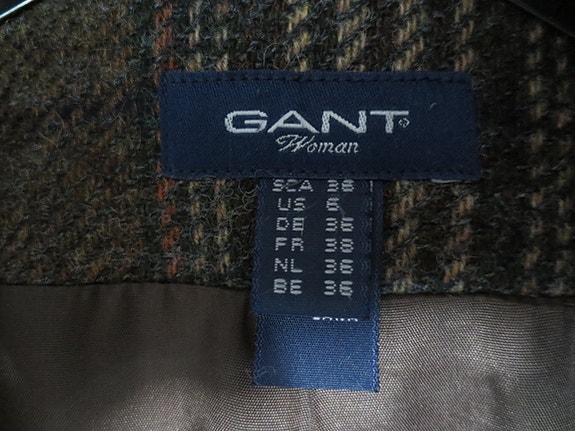 GANT
Woman
SCA 36
US 6
DE 36
FR 38
NL 36
BE 36